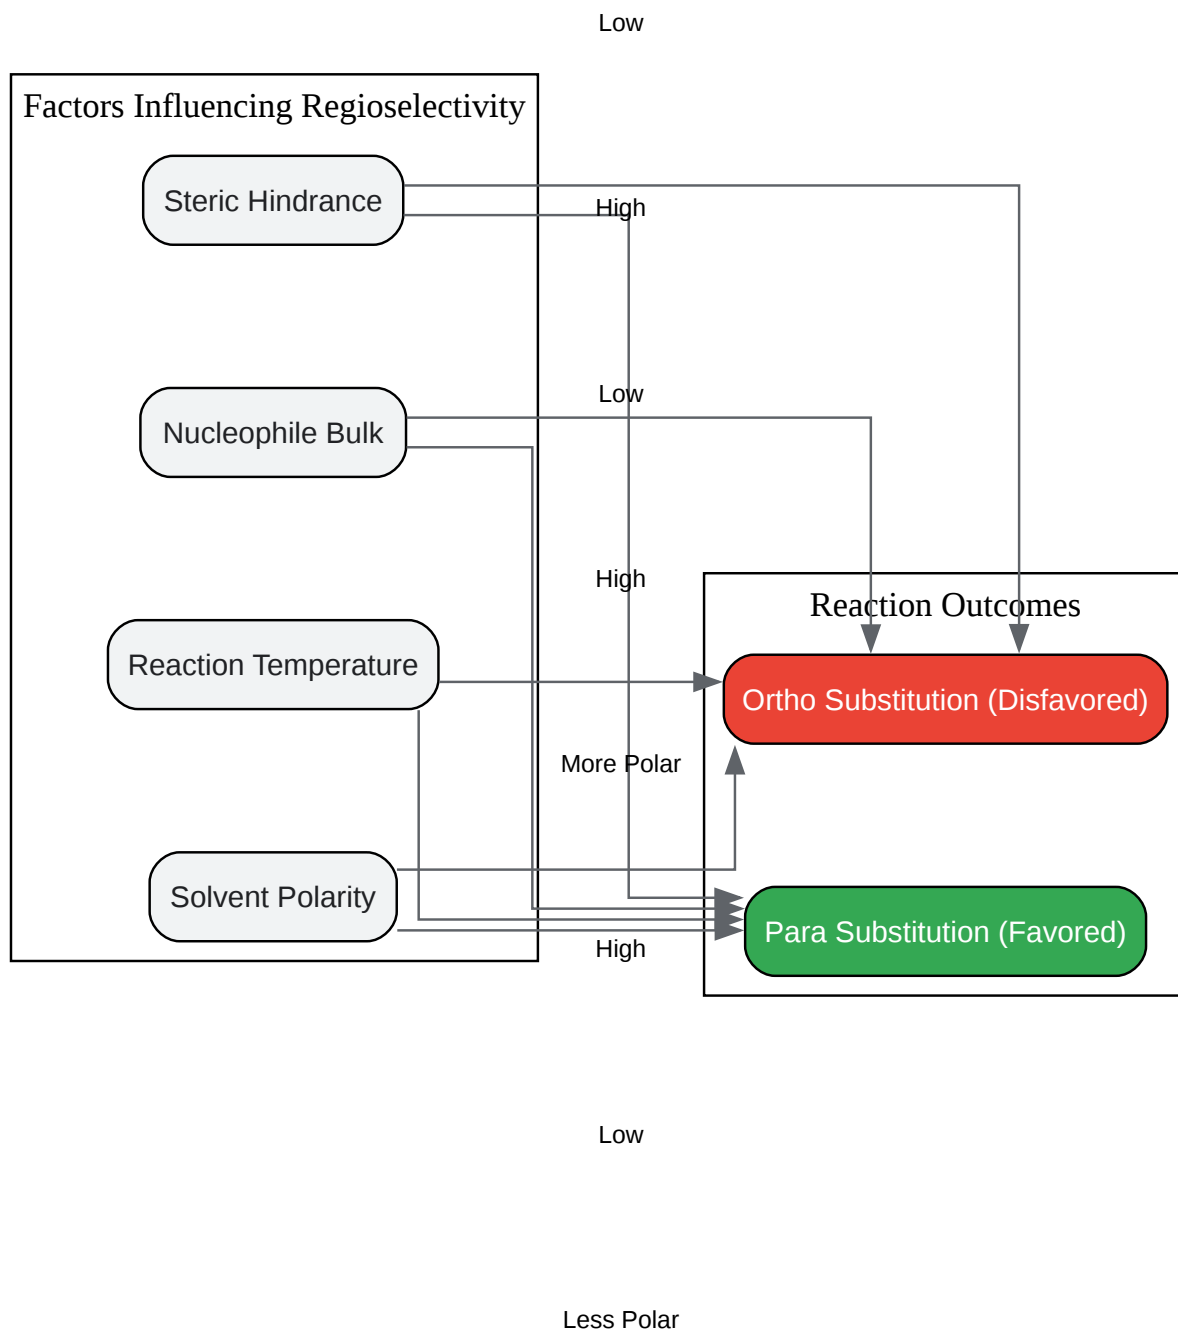 Low
Factors Influencing Regioselectivity
Steric Hindrance
High
Low
Nucleophile Bulk
High
Reaction Outcomes
Reaction Temperature
Ortho Substitution (Disfavored)
More Polar
Solvent Polarity
Para Substitution (Favored)
High
Low
Less Polar